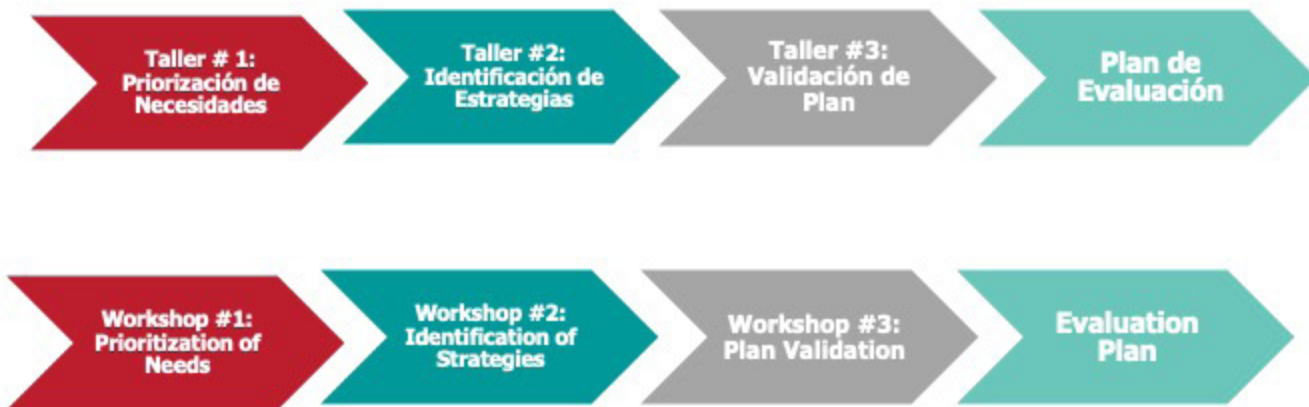 Taller # 1:
Priorización de
Necesidades
Taller #2:
Identificación de
Estrategias
Taller #3:
Validación de
Plan
Plan de
Evaluación
Workshop #1:
Prioritization of
Needs
Workshop #2:
Identification of
Strategies
Workshop #3:
Plan Validation
Evaluation
Plan